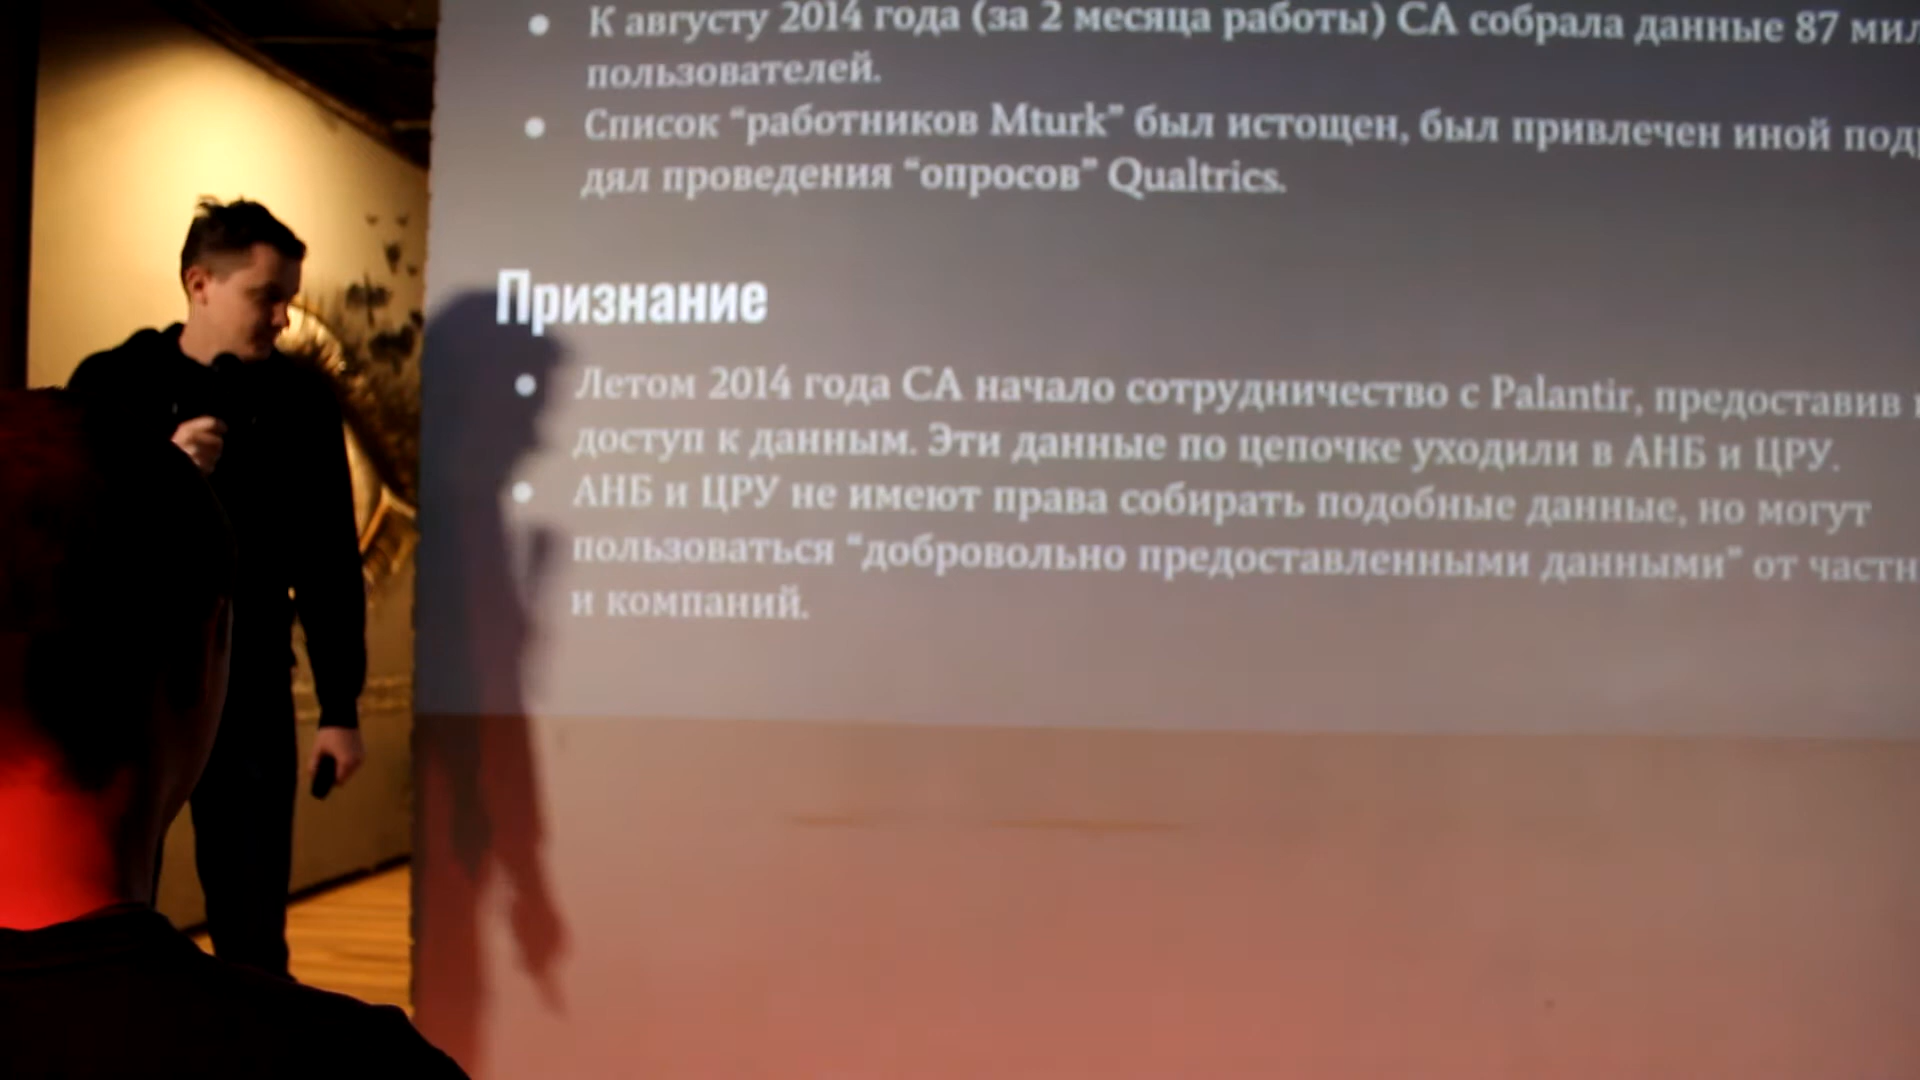 К августу 2014 года (за 2 месяца работы) СА собрала данные 87
пользователей.
Список “работников Mturk” был истощен, был привлечен иной
дял проведения “опросов” Qualtrics.
Признание
Летом 2014 года СА начало сотрудничество с Palantir, предоставив
доступ к данным. Эти данные по цепочке уходили в АНБ и ЦРУ.
АНБ и ЦРУ не имеют права собирать подобные данные, но могут
пользоваться “добровольно предоставленными данными” от
и компаний.